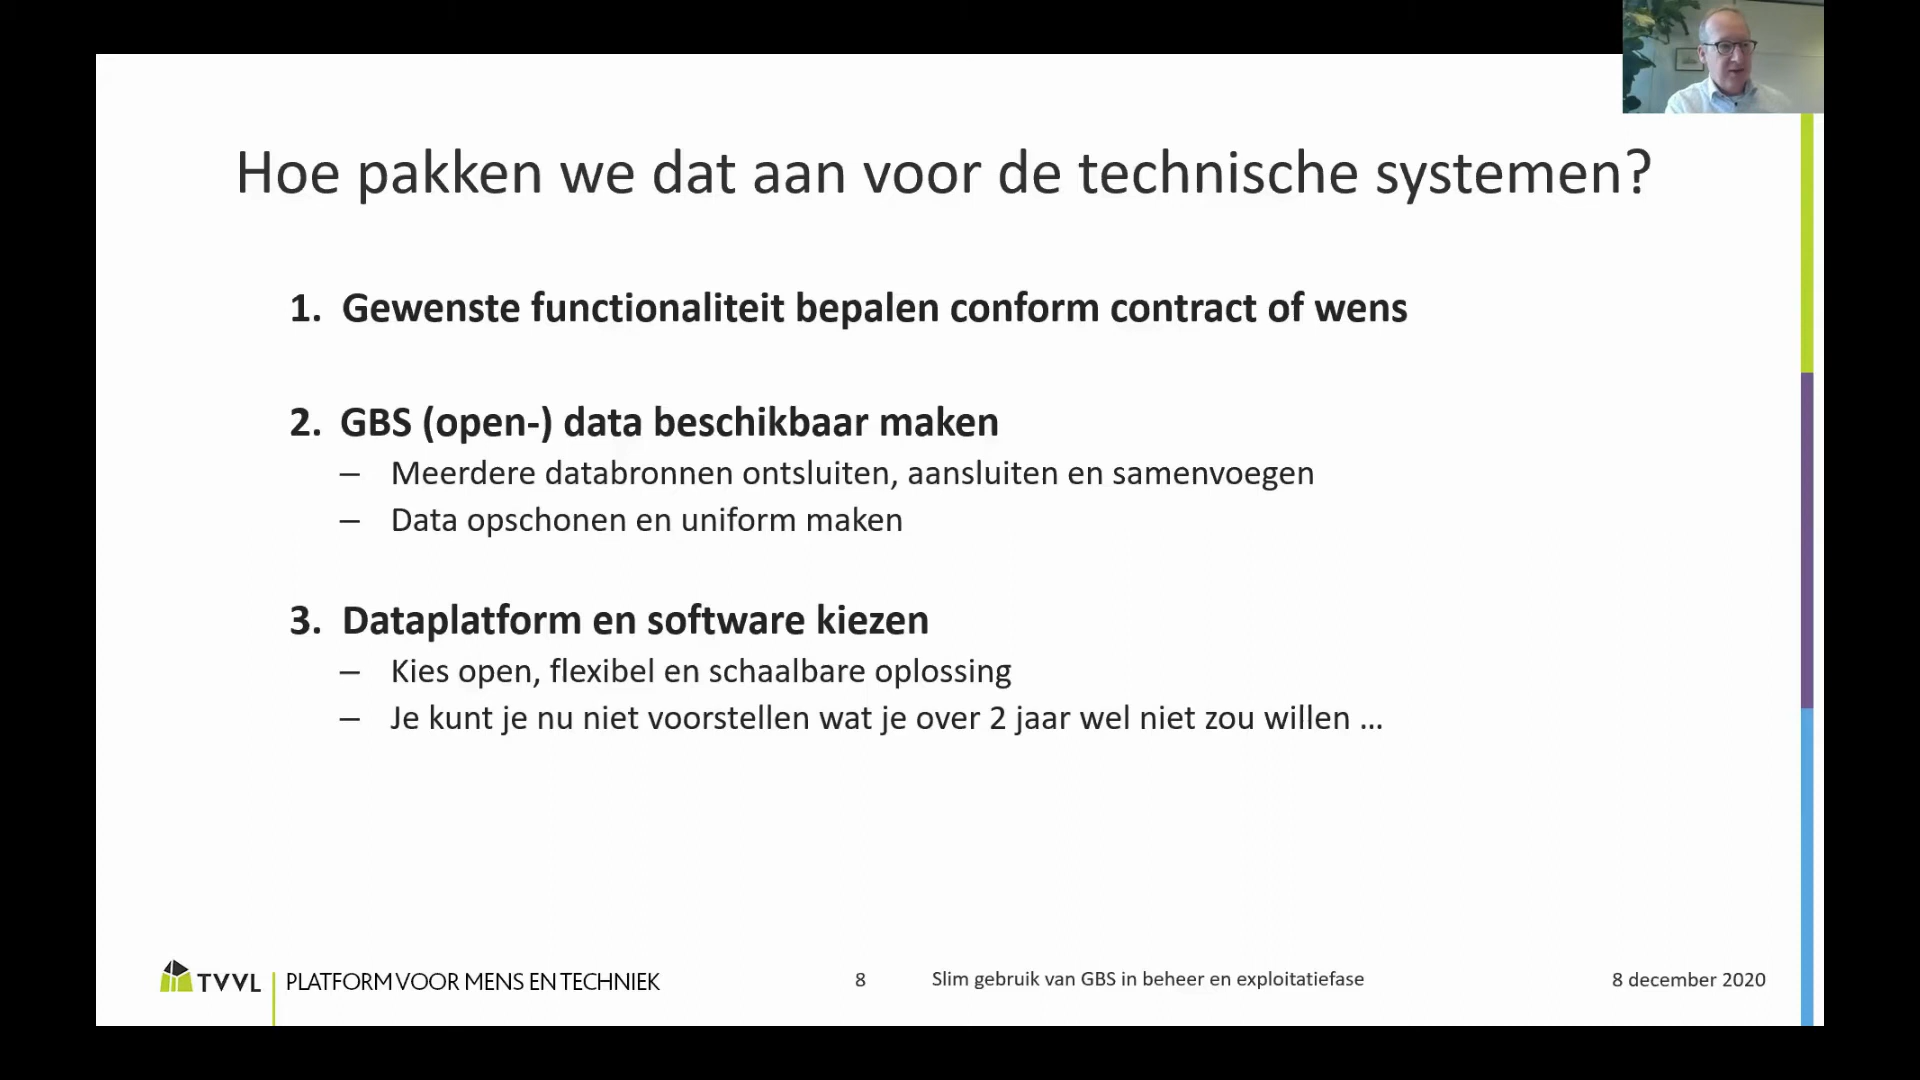 Hoe pakken we dat aan voor de technische systemen?
1. Gewenste functionaliteit bepalen conform contract of wens
2. GBS (open-) data beschikbaar maken
– Meerdere databronnen ontsluiten, aansluiten en samenvoegen
– Data opschonen en uniform maken
3. Dataplatform en software kiezen
– Kies open, flexibel en schaalbare oplossing
– Je kunt je nu niet voorstellen wat je over 2 jaar wel niet zou willen ...
TVVL PLATFORM VOOR MENS EN TECHNIEK
8
Slim gebruik van GBS in beheer en exploitatiefase
8 december 2020